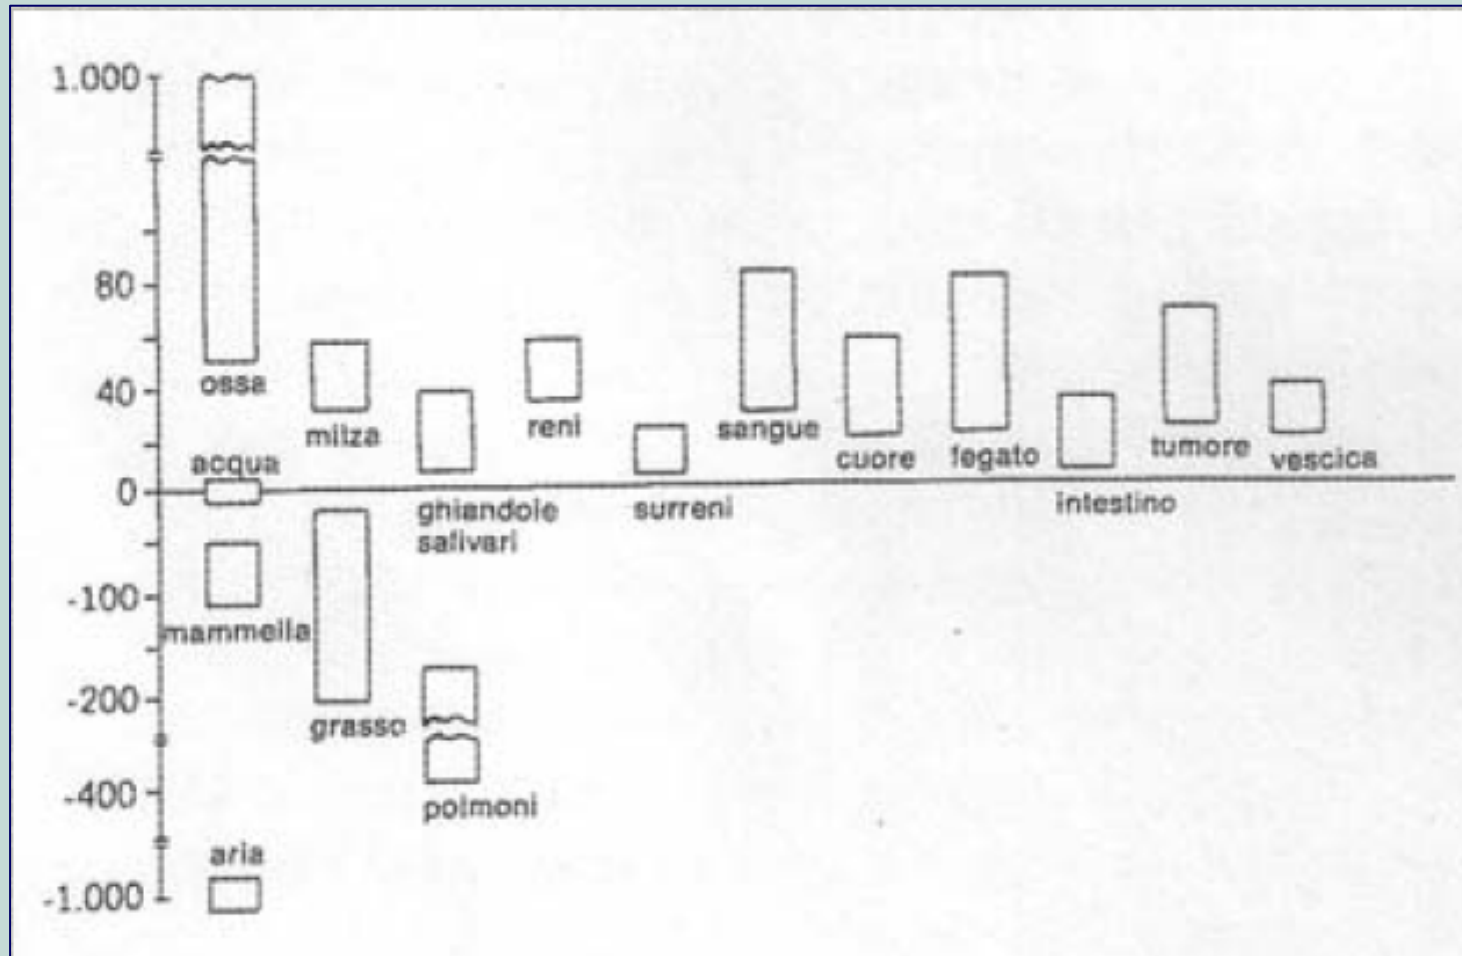 1.000
80
ossa
40
milza
reni
sangue
cuore
fegato
tumore
vescica
acqua
0
ghiandole
salivari
surreni
intestino
-100
mammella
-200
grasso
-400
polmoni
aria
-1.000